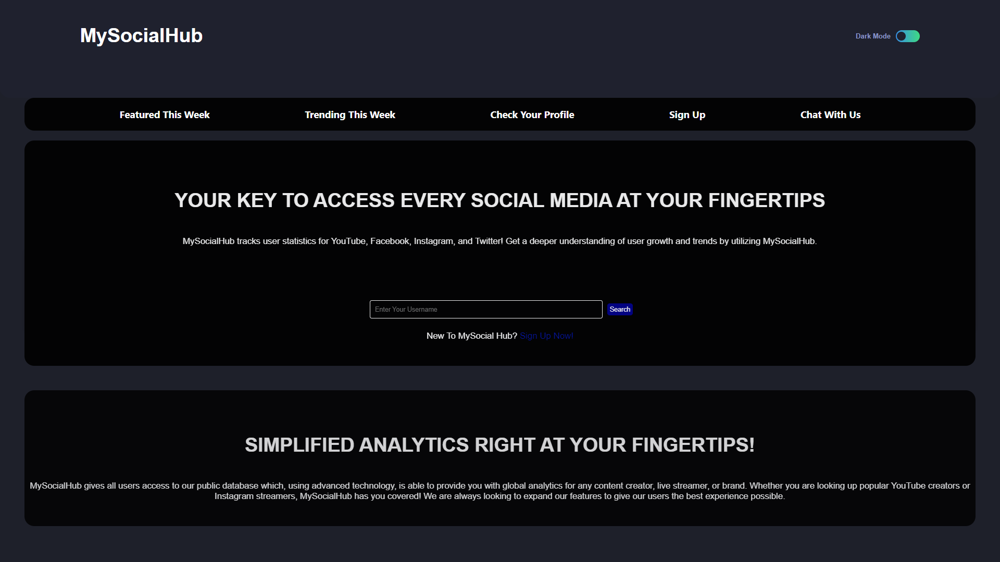 MySocialHub
Dark Mode
Featured This Week
Trending This Week
Check Your Profile
Sign Up
Chat With Us
YOUR KEY TO ACCESS EVERY SOCIAL MEDIA AT YOUR FINGERTIPS
MySocialHub tracks user statistics for YouTube, Facebook, Instagram, and Twitter! Get a deeper understanding of user growth and trends by utilizing MySocialHub.
Enter Your Username
Search
New To MySocial Hub? Sign Up Now!
SIMPLIFIED ANALYTICS RIGHT AT YOUR FINGERTIPS!
MySocialHub gives all users access to our public database which, using advanced technology, is able to provide you with global analytics for any content creator, live streamer, or brand. Whether you are looking up popular YouTube creators or
Instagram streamers, MySocialHub has you covered! We are always looking to expand our features to give our users the best experience possible.